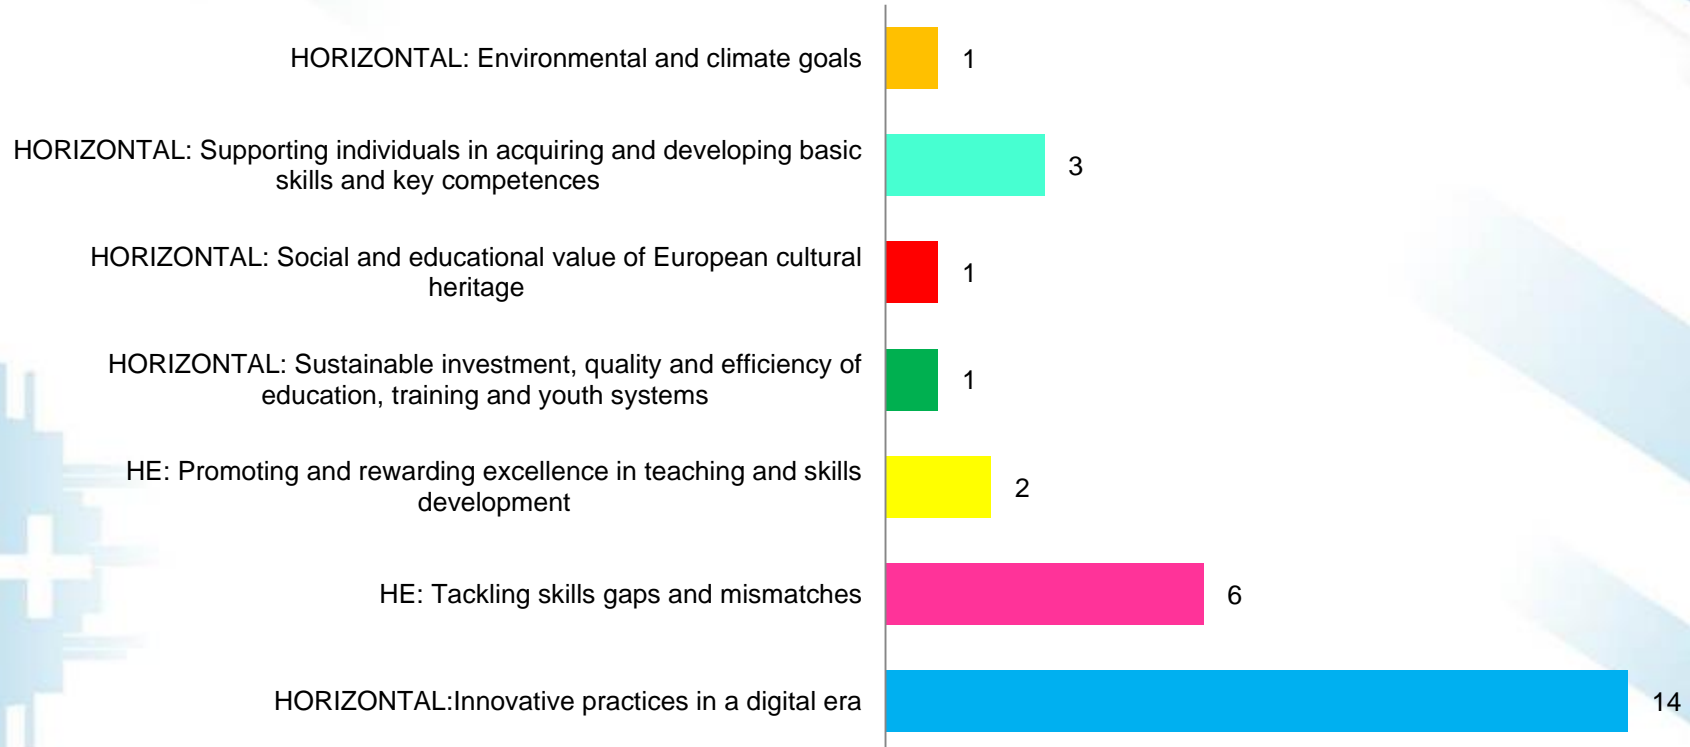 HORIZONTAL: Environmental and climate goals
1
HORIZONTAL: Supporting individuals in acquiring and developing basic
skills and key competences
3
HORIZONTAL: Social and educational value of European cultural
heritage
1
HORIZONTAL: Sustainable investment, quality and efficiency of
education, training and youth systems
1
HE: Promoting and rewarding excellence in teaching and skills
development
2
HE: Tackling skills gaps and mismatches
6
HORIZONTAL:Innovative practices in a digital era
14